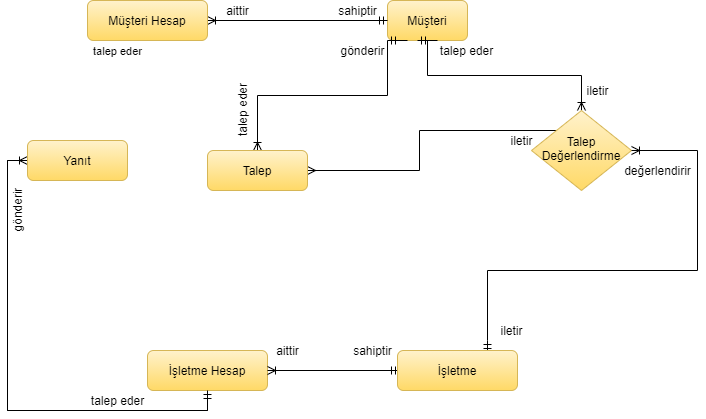 aittir
sahiptir
Müşteri Hesap
Müşteri
talep eder
gönderir
talep eder
iletir
talep eder
iletir
Talep
Değerlendirme
Yanıt
Talep
değerlendirir
gönderir
iletir
aittir
sahiptir
İşletme Hesap
İşletme
talep eder